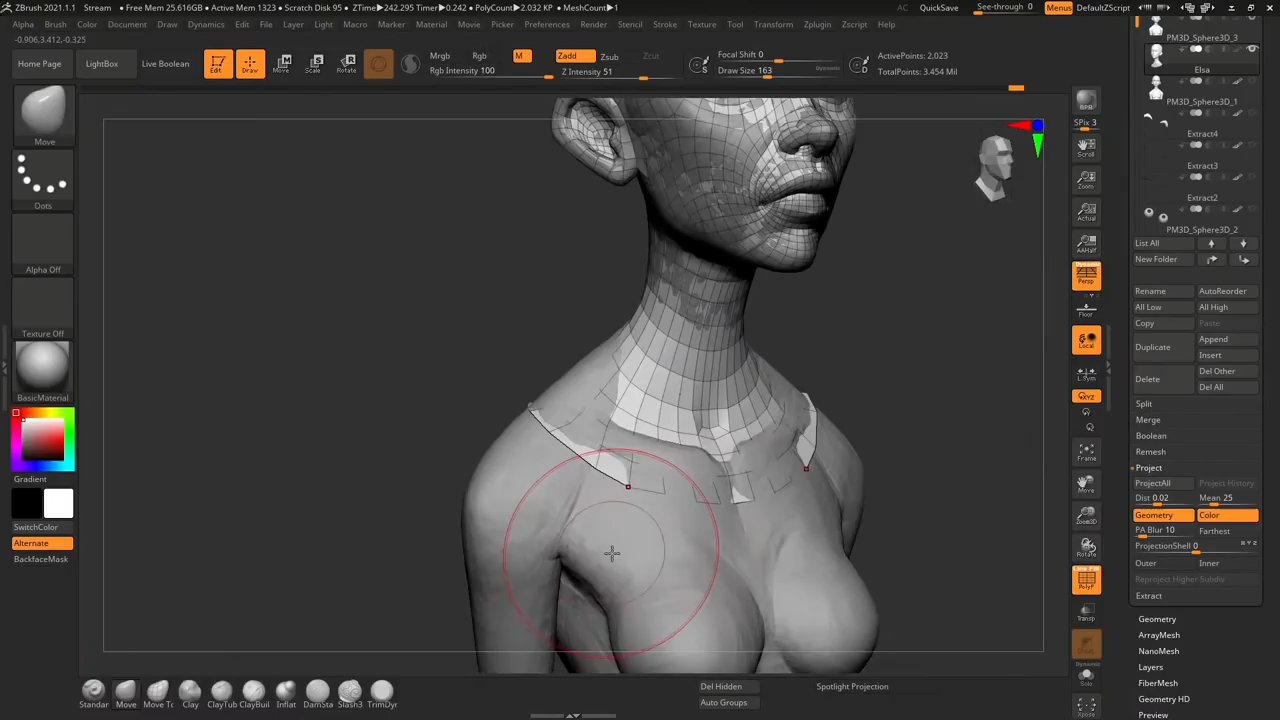 ZBrush 2021.1.1 Stream • Free Mem 25.616GB • Active Mem 1323 • Scratch Disk 95 • ZTime▶242.295 Timer▶0.042 • PolyCount▶2.032 KP • MeshCount▶1
AC QuickSave See-through 0 Menus DefaultZScript
Alpha Brush Color Document Draw Dynamics Edit File Layer Light Macro Marker Material Movie Picker Preferences Render Stencil Stroke Texture Tool Transform Zplugin Zscript Help
-0.906,3.412,-0.325
Home Page LightBox Live Boolean Edit Draw Move Scale Rotate
Mrgb Rgb M Zadd Zsub Zcut
Rgb Intensity 100 Z Intensity 51
Focal Shift 0 ActivePoints: 2,023
Draw Size 163 Dynamic TotalPoints: 3.454 Mil
Move
Dots
Alpha Off
Texture Off
BasicMaterial
Gradient
SwitchColor
Alternate
BackfaceMask
BPR
SPix 3
Scroll
Zoom
Actual
AAHalf
Dynamic
Persp
Floor
Local
L.Sym
XYZ
Frame
Move
Zoom3D
Rotate
Line Fill
PolyF
Transp
Dynamic
Solo
Xpose
PM3D_Sphere3D_3
Elsa
PM3D_Sphere3D_1
Extract4
Extract3
Extract2
PM3D_Sphere3D_2
List All
New Folder
Rename AutoReorder
All Low All High
Copy Paste
Duplicate Append
Insert
Delete Del Other
Del All
Split
Merge
Boolean
Remesh
Project
ProjectAll Project History
Dist 0.02 Mean 25
Geometry Color
PA Blur 10 Farthest
ProjectionShell 0 X Y Z
Outer Inner
Reproject Higher Subdiv
Extract
Geometry
ArrayMesh
NanoMesh
Layers
FiberMesh
Geometry HD
Preview
Standar Move Move Tc Clay ClayTub ClayBuil Inflat DamSta Slash3 TrimDyr
Del Hidden Spotlight Projection
Auto Groups